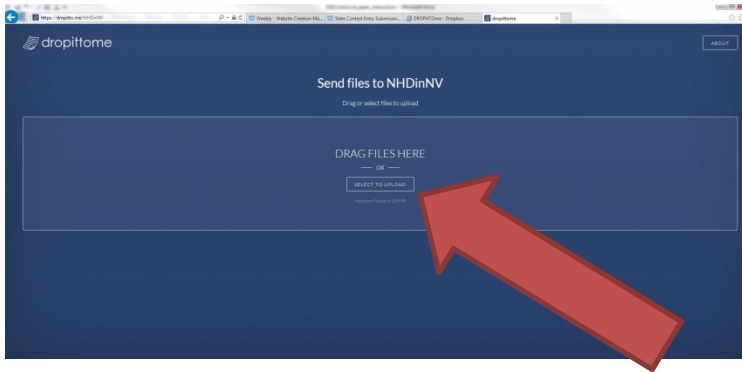 https://dropitto.me/NHDinNV
Weebly - Website Creation Ma...
State Contest Entry Submission...
DROPitTOme - Dropbox
dropittome
dropittome
ABOUT
Send files to NHDinNV
Drag or select files to upload
DRAG FILES HERE
OR
SELECT TO UPLOAD